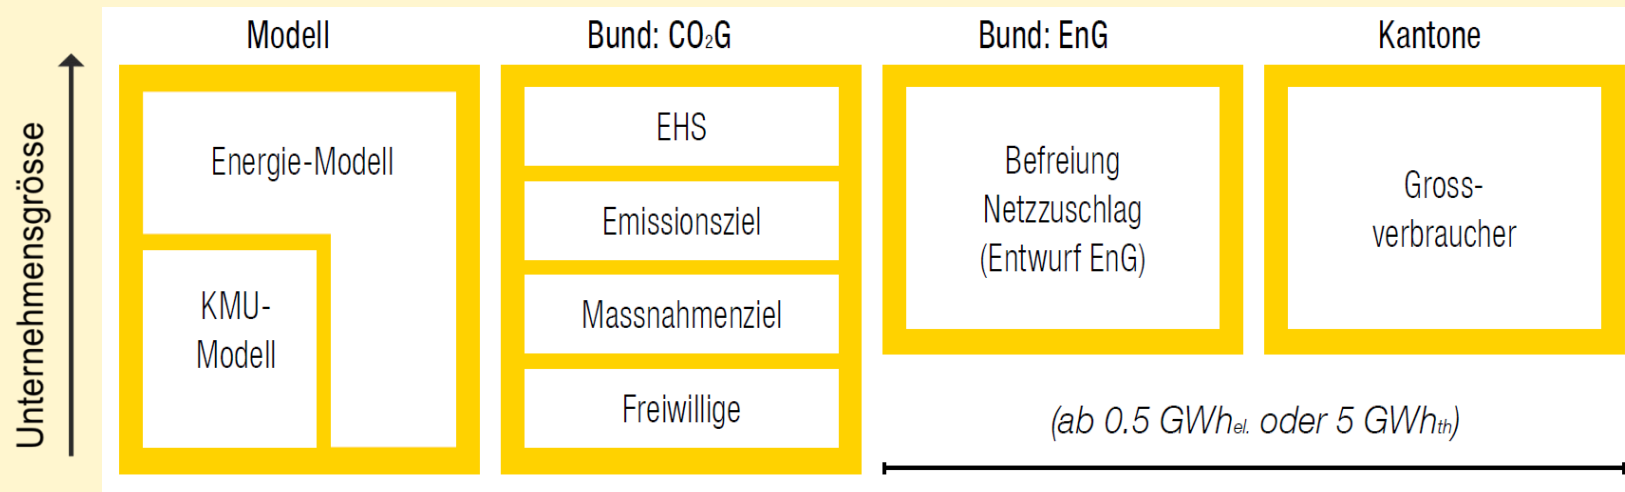 Unternehmensgrösse
Modell
Energie-Modell
KMU-
Modell
Bund: CO₂G
EHS
Emissionsziel
Massnahmenziel
Freiwillige
Bund: EnG
Befreiung
Netzzuschlag
(Entwurf EnG)
Kantone
Gross-
verbraucher
(ab 0.5 GWhel. oder 5 GWhth)